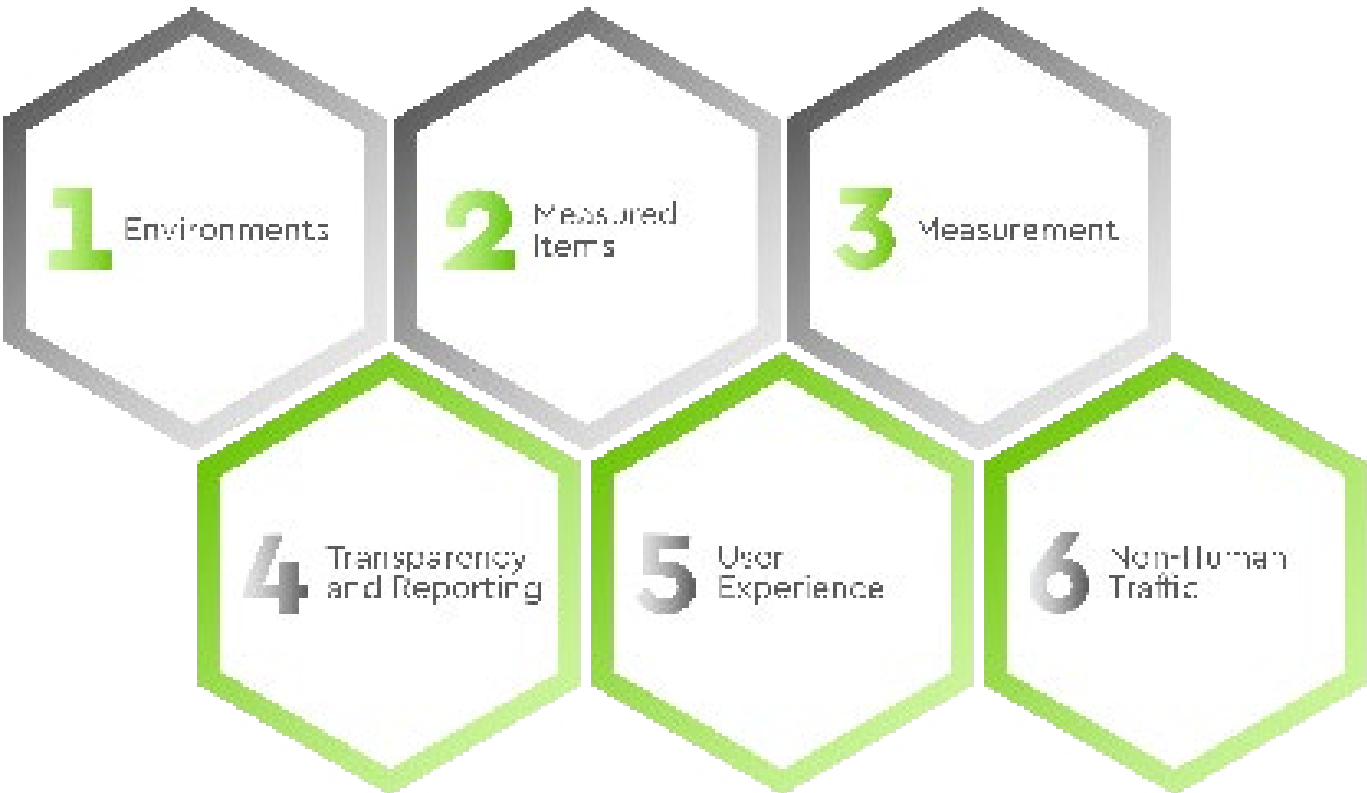 1 Environments
2 Measured
Items
3 Measurement
4 Transparency
and Reporting
5 User
Experience
6 Non-Human
Traffic